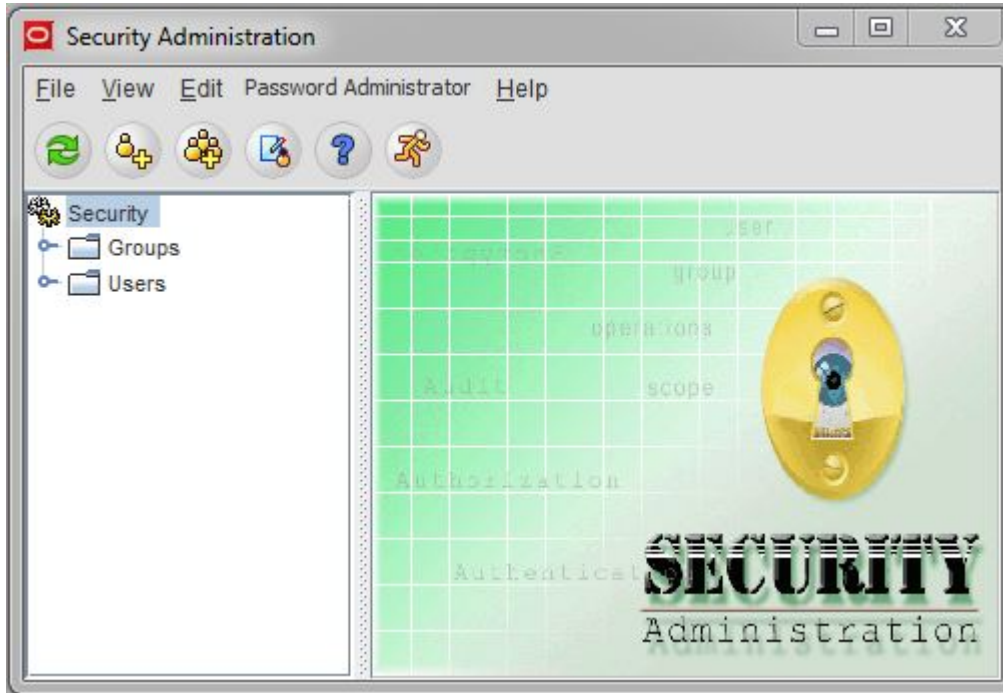 Security Administration
File View Edit Password Administrator Help
Security
Groups
Users
user
group
operations
Audit
scope
Authorization
SECURITY
Administration